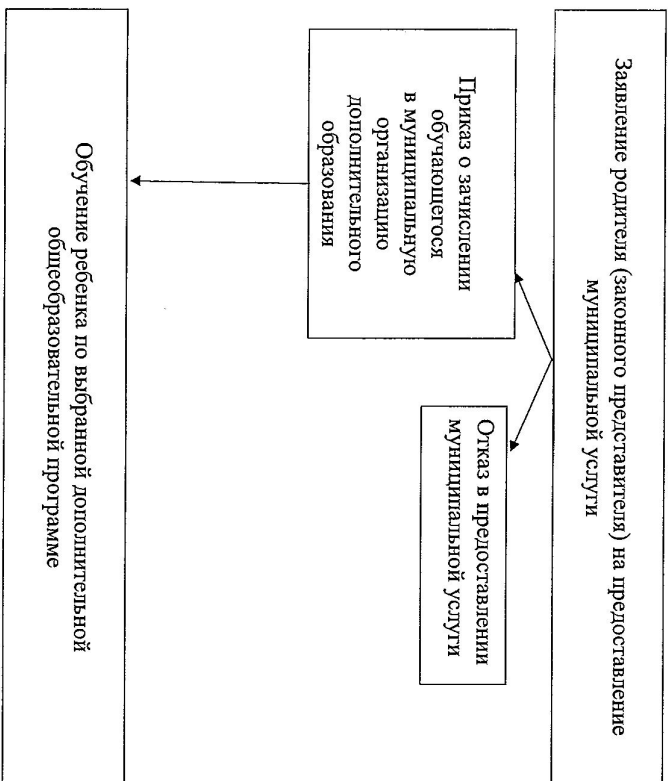 Заявление родителя (законного представителя) на предоставление
муниципальной услуги
Приказ о зачислении
обучающегося
в муниципальную
организацию
дополнительного
образования
Отказ в предоставлении
муниципальной услуги
Обучение ребенка по выбранной дополнительной
общеобразовательной программе